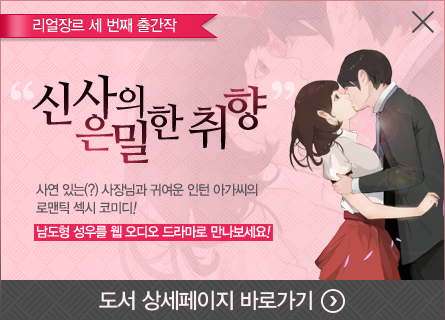 리얼장르 세 번째 출간작
“신사의
은밀한 취향”
사연 있는(?) 사장님과 귀여운 인턴 아가씨의
로맨틱 섹시 코미디!
남도형 성우를 웹 오디오 드라마로 만나보세요!
도서 상세페이지 바로가기